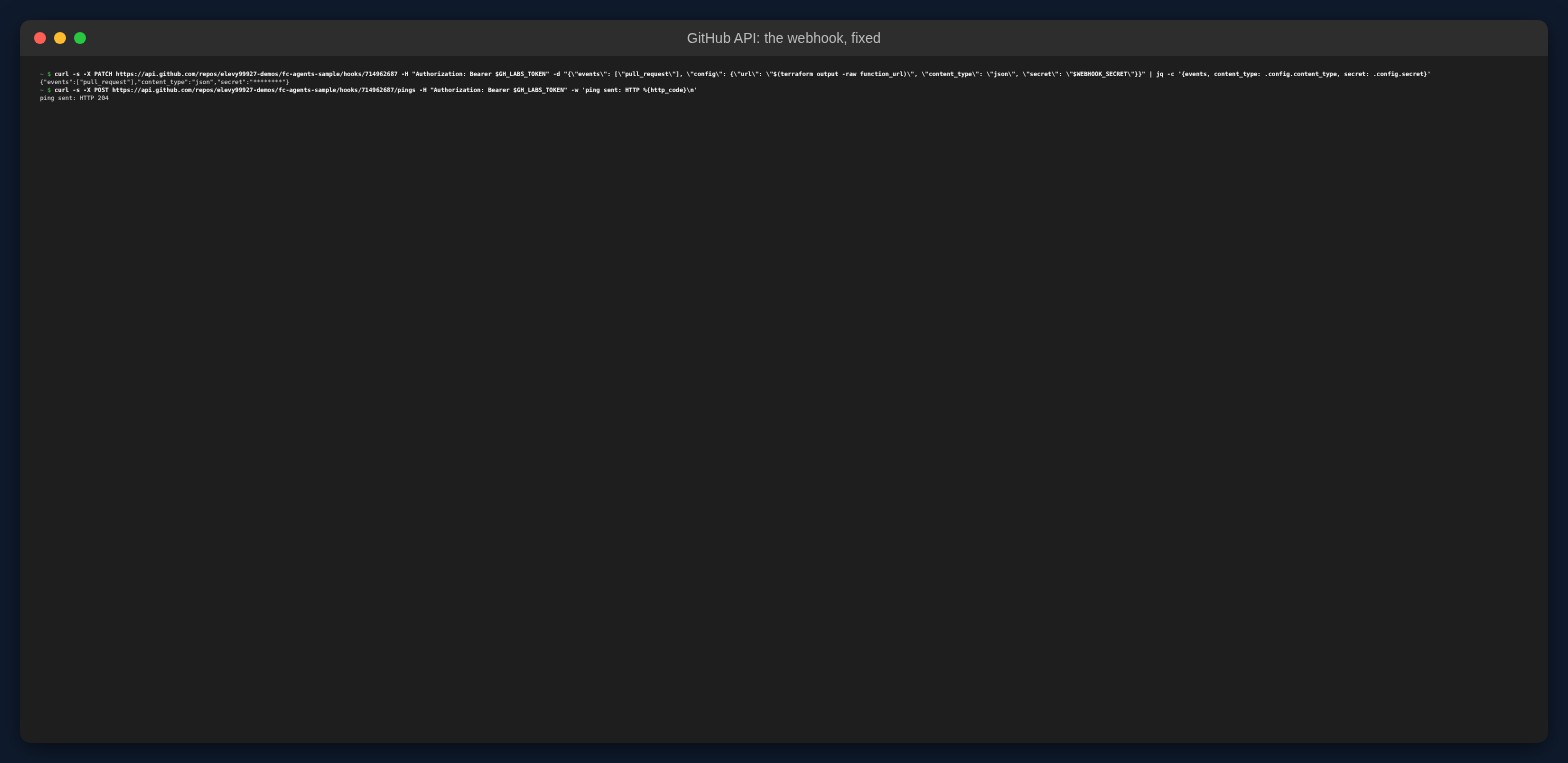 GitHub API: the webhook, fixed
~ $ curl -s -X PATCH https://api.github.com/repos/elevy99927-demos/fc-agents-sample/hooks/714962687 -H "Authorization: Bearer $GH_LABS_TOKEN" -d "{\"events\": [\"pull_request\"], \"config\": {\"url\": \"$(terraform output -raw function_url)\", \"content_type\": \"json\", \"secret\": \"$WEBHOOK_SECRET\"}}" | jq -c '{events, content_type: .config.content_type, secret: .config.secret}'
{"events":["pull_request"],"content_type":"json","secret":"********"}
~ $ curl -s -X POST https://api.github.com/repos/elevy99927-demos/fc-agents-sample/hooks/714962687/pings -H "Authorization: Bearer $GH_LABS_TOKEN" -w 'ping sent: HTTP %{http_code}\n'
ping sent: HTTP 204